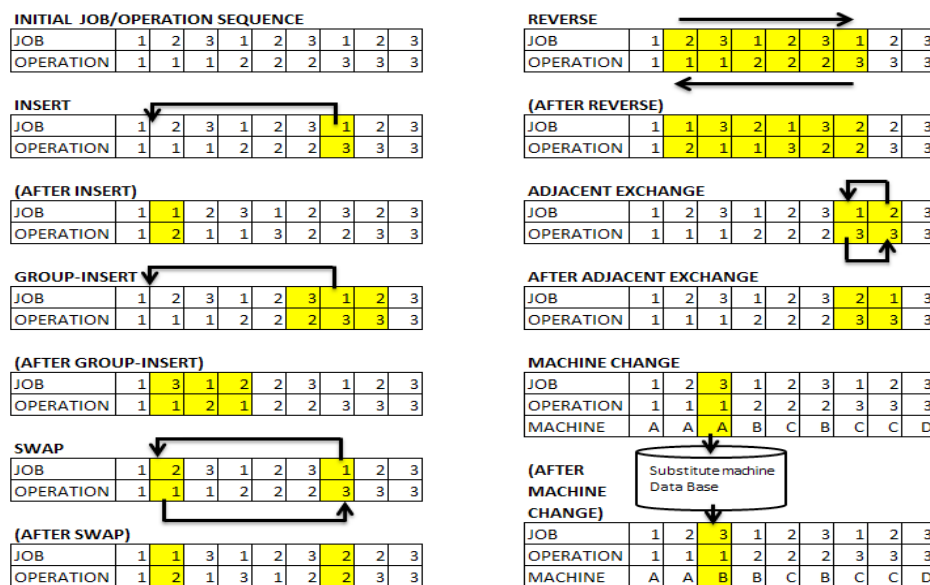 INITIAL JOB/OPERATION SEQUENCE
JOB 1 2 3 1 2 3 1 2 3
OPERATION 1 1 1 2 2 2 3 3 3
INSERT
JOB 1 2 3 1 2 3 1 2 3
OPERATION 1 1 1 2 2 2 3 3 3
(AFTER INSERT)
JOB 1 1 2 3 1 2 3 2 3
OPERATION 1 2 1 1 3 2 2 3 3
GROUP-INSERT
JOB 1 2 3 1 2 3 1 2 3
OPERATION 1 1 1 2 2 2 3 3 3
(AFTER GROUP-INSERT)
JOB 1 3 1 2 2 3 1 2 3
OPERATION 1 1 2 1 2 2 3 3 3
SWAP
JOB 1 2 3 1 2 3 1 2 3
OPERATION 1 1 1 2 2 2 3 3 3
(AFTER SWAP)
JOB 1 1 3 1 2 3 2 2 3
OPERATION 1 2 1 3 1 2 2 3 3
REVERSE
JOB 1 2 3 1 2 3 1 2 3
OPERATION 1 1 1 2 2 2 3 3 3
(AFTER REVERSE)
JOB 1 1 3 2 1 3 2 2 3
OPERATION 1 2 1 1 3 2 2 3 3
ADJACENT EXCHANGE
JOB 1 2 3 1 2 3 1 2 3
OPERATION 1 1 1 2 2 2 3 3 3
AFTER ADJACENT EXCHANGE
JOB 1 2 3 1 2 3 2 1 3
OPERATION 1 1 1 2 2 2 3 3 3
MACHINE CHANGE
JOB 1 2 3 1 2 3 1 2 3
OPERATION 1 1 1 2 2 2 3 3 3
MACHINE A A A B C B C C D
Substitute machine
Data Base
(AFTER
MACHINE
CHANGE)
JOB 1 2 3 1 2 3 1 2 3
OPERATION 1 1 1 2 2 2 3 3 3
MACHINE A A B B C B C C D